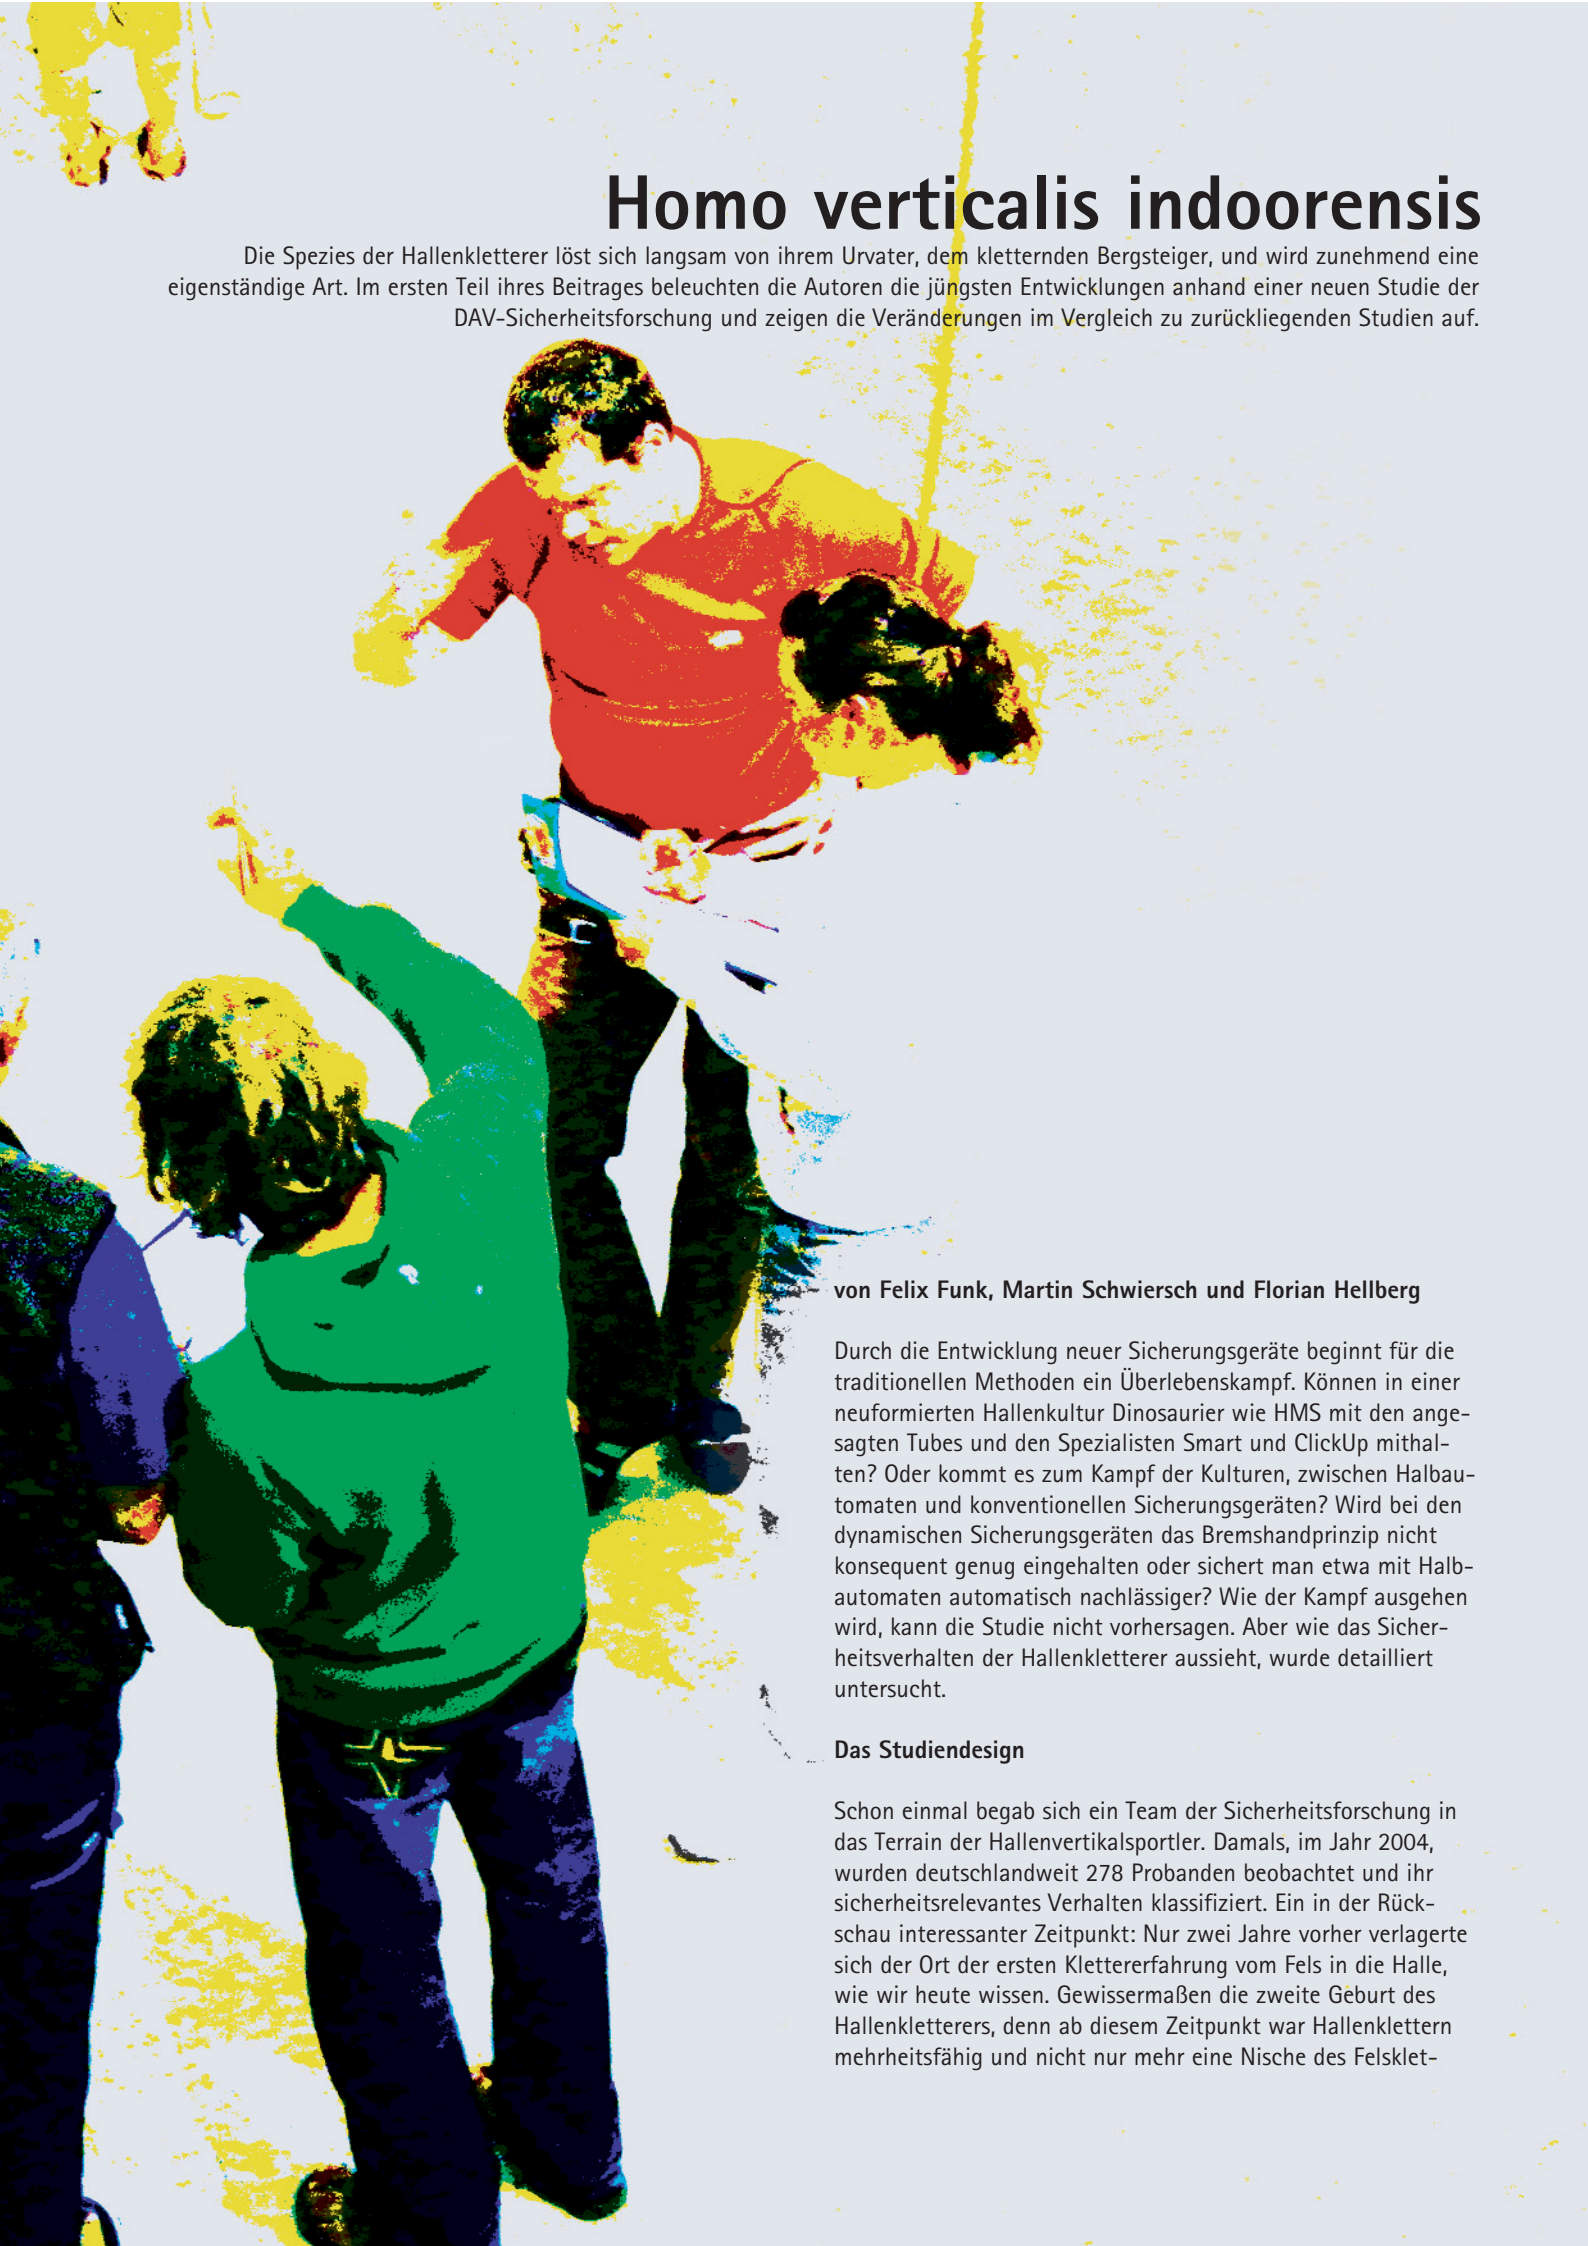 Homo verticalis indoorensis
Die Spezies der Hallenkletterer löst sich langsam von ihrem Urvater, dem kletternden Bergsteiger, und wird zunehmend eine
eigenständige Art. Im ersten Teil ihres Beitrages beleuchten die Autoren die jüngsten Entwicklungen anhand einer neuen Studie der
DAV-Sicherheitsforschung und zeigen die Veränderungen im Vergleich zu zurückliegenden Studien auf.
von Felix Funk, Martin Schwiersch und Florian Hellberg
Durch die Entwicklung neuer Sicherungsgeräte beginnt für die
traditionellen Methoden ein Überlebenskampf. Können in einer
neuformierten Hallenkultur Dinosaurier wie HMS mit den ange-
sagten Tubes und den Spezialisten Smart und ClickUp mithal-
ten? Oder kommt es zum Kampf der Kulturen, zwischen Halbau-
tomaten und konventionellen Sicherungsgeräten? Wird bei den
dynamischen Sicherungsgeräten das Bremshandprinzip nicht
konsequent genug eingehalten oder sichert man etwa mit Halb-
automaten automatisch nachlässiger? Wie der Kampf ausgehen
wird, kann die Studie nicht vorhersagen. Aber wie das Sicher-
heitsverhalten der Hallenkletterer aussieht, wurde detailliert
untersucht.
Das Studiendesign
Schon einmal begab sich ein Team der Sicherheitsforschung in
das Terrain der Hallenvertikalsportler. Damals, im Jahr 2004,
wurden deutschlandweit 278 Probanden beobachtet und ihr
sicherheitsrelevantes Verhalten klassifiziert. Ein in der Rück-
schau interessanter Zeitpunkt: Nur zwei Jahre vorher verlagerte
sich der Ort der ersten Klettererfahrung vom Fels in die Halle,
wie wir heute wissen. Gewissermaßen die zweite Geburt des
Hallenkletterers, denn ab diesem Zeitpunkt war Hallenklettern
mehrheitsfähig und nicht nur mehr eine Nische des Felsklet-